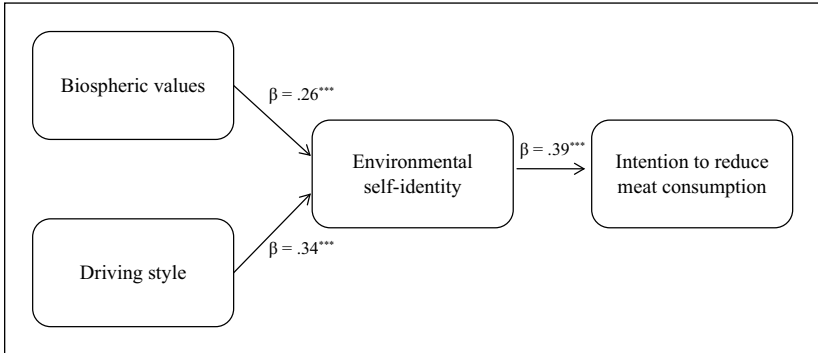 Biospheric values
β = .26***
Environmental
self-identity
β = .39***
Intention to reduce
meat consumption
β = .34***
Driving style